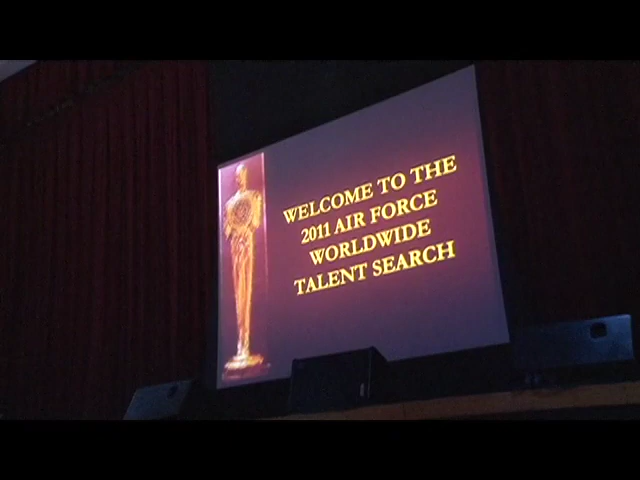 WELCOME TO THE
2011 AIR FORCE
WORLDWIDE
TALENT SEARCH